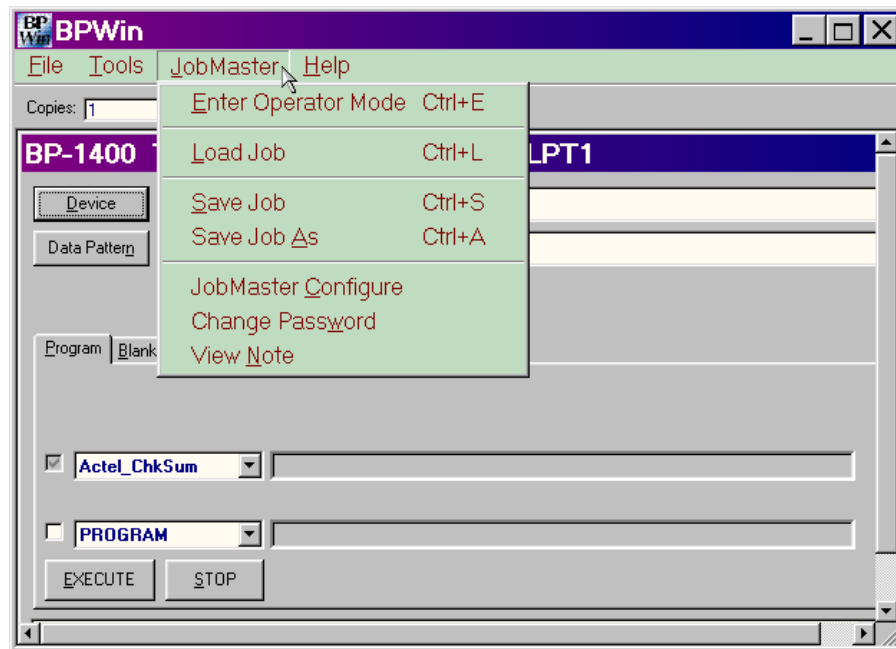 BP Win BPWin
File Tools JobMaster Help
Copies: 1
Enter Operator Mode Ctrl+E
Load Job Ctrl+L
Save Job Ctrl+S
Save Job As Ctrl+A
JobMaster Configure
Change Password
View Note
BP-1400 LPT1
Device
Data Pattern
Program Blank
Actel_ChkSum
PROGRAM
EXECUTE STOP